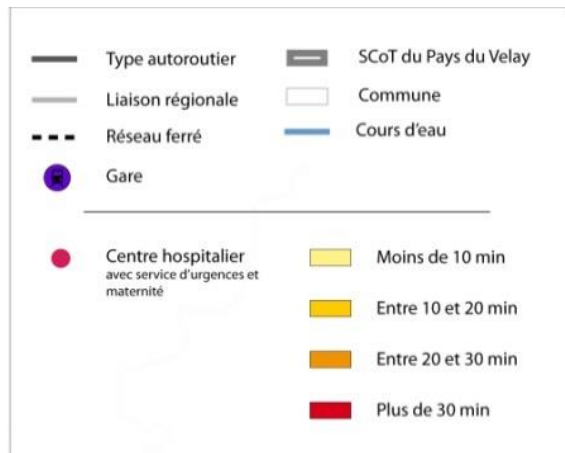 Type autoroutier
Liaison régionale
Réseau ferré
Gare
SCoT du Pays du Velay
Commune
Cours d'eau
Centre hospitalier
avec service d'urgences et
maternité
Moins de 10 min
Entre 10 et 20 min
Entre 20 et 30 min
Plus de 30 min